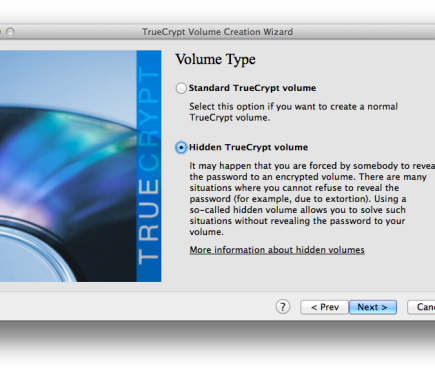 TrueCrypt Volume Creation Wizard
TRUECRYPT
Volume Type
Standard TrueCrypt volume
Select this option if you want to create a normal
TrueCrypt volume.
Hidden TrueCrypt volume
It may happen that you are forced by somebody to revea
the password to an encrypted volume. There are many
situations where you cannot refuse to reveal the
password (for example, due to extortion). Using a
so-called hidden volume allows you to solve such
situations without revealing the password to your
volume.
More information about hidden volumes
? < Prev Next > Canc